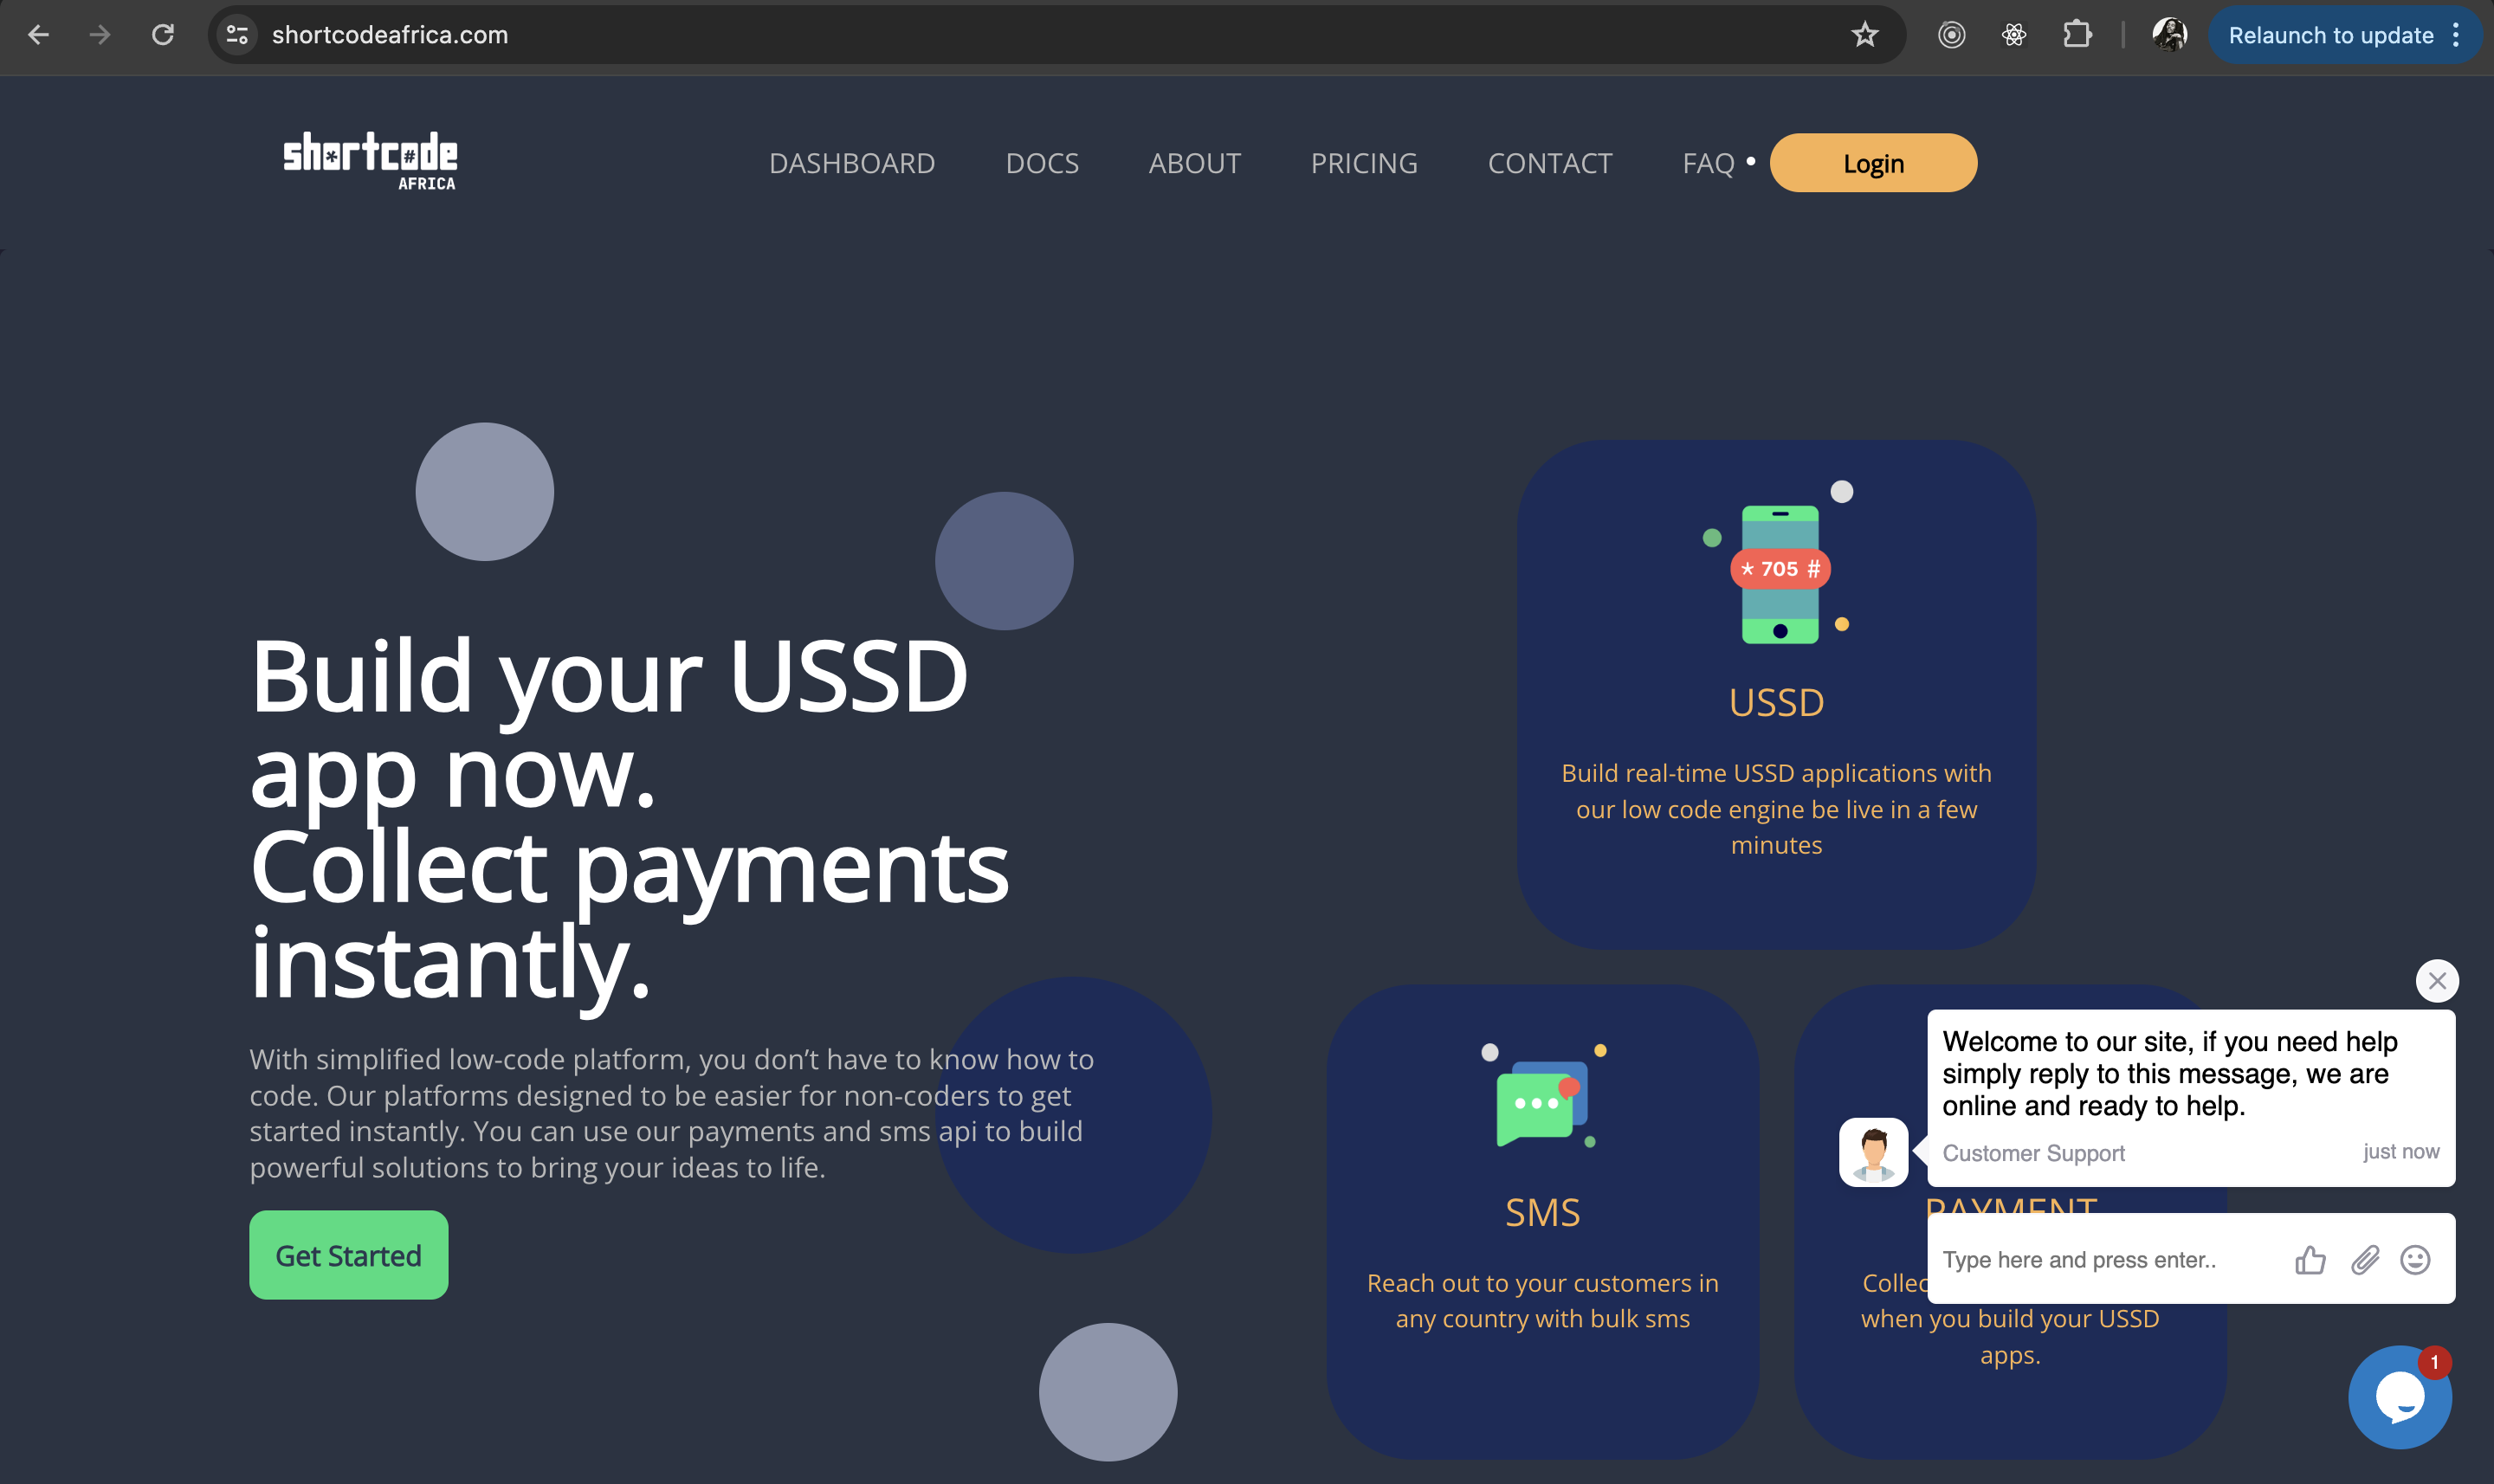 shortcodeafrica.com
Relaunch to update
sh*rtc#de
AFRICA
DASHBOARD
DOCS
ABOUT
PRICING
CONTACT
FAQ
Login
Build your USSD
app now.
Collect payments
instantly.
With simplified low-code platform, you don’t have to know how to
code. Our platforms designed to be easier for non-coders to get
started instantly. You can use our payments and sms api to build
powerful solutions to bring your ideas to life.
Get Started
* 705 #
USSD
Build real-time USSD applications with
our low code engine be live in a few
minutes
SMS
Reach out to your customers in
any country with bulk sms
PAYMENT
when you build your USSD
apps.
Welcome to our site, if you need help
simply reply to this message, we are
online and ready to help.
Customer Support
just now
Type here and press enter..
1